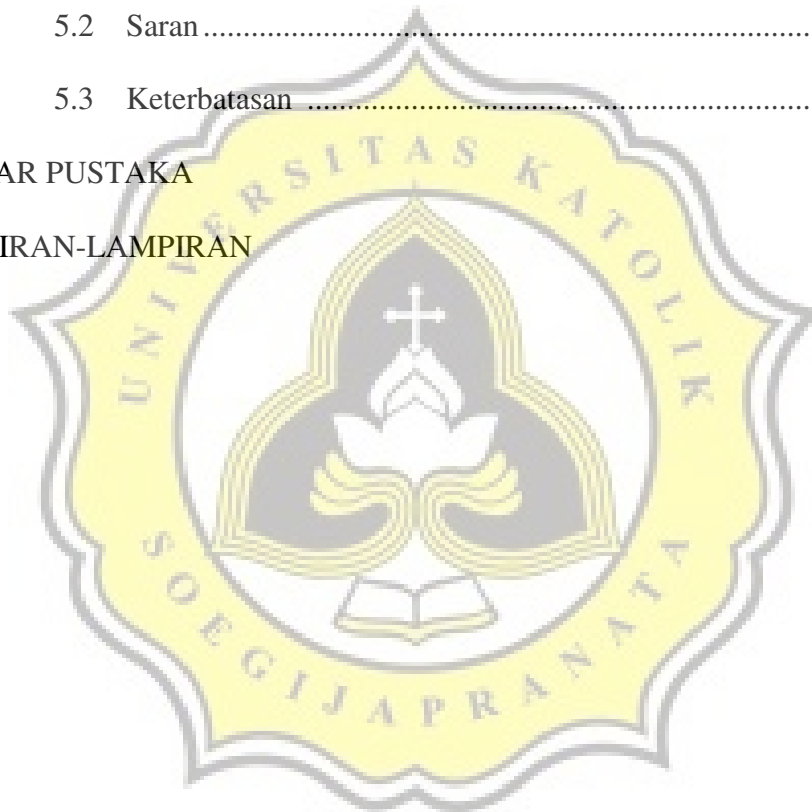 5.2 Saran ........................................................................
5.3 Keterbatasan ............................................................
AR PUSTAKA
IRAN-LAMPIRAN
UNIVERSITAS KATOLIK
SOEGIJAPRANATA